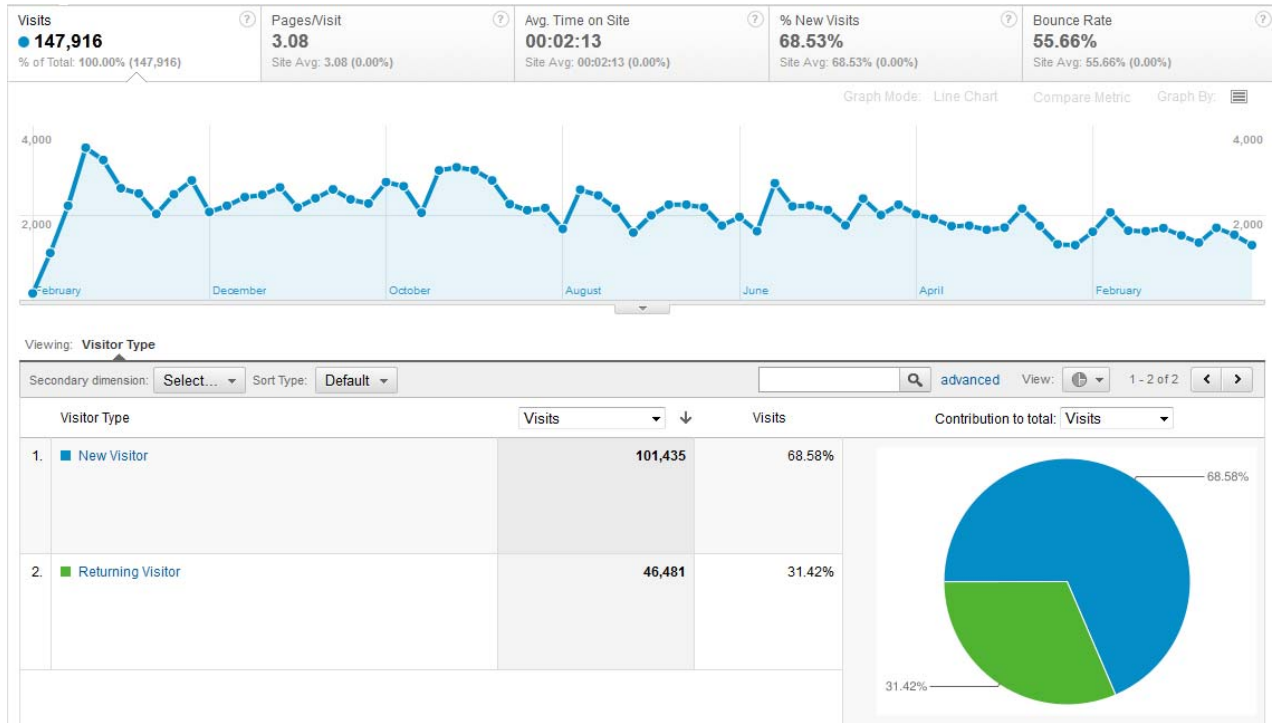 Visits
147,916
% of Total: 100.00% (147,916)
Pages/Visit
3.08
Site Avg: 3.08 (0.00%)
Avg. Time on Site
00:02:13
Site Avg: 00:02:13 (0.00%)
% New Visits
68.53%
Site Avg: 68.53% (0.00%)
Bounce Rate
55.66%
Site Avg: 55.66% (0.00%)
? ? ? ? ?
Graph Mode: Line Chart Compare Metric Graph By:
4,000 4,000
2,000 2,000
February December October August June April February
Viewing: Visitor Type
Secondary dimension: Select... Sort Type: Default advanced View: 1 - 2 of 2
Visitor Type Visits Visits Contribution to total: Visits
1. New Visitor 101,435 68.58%
68.58%
2. Returning Visitor 46,481 31.42%
31.42%